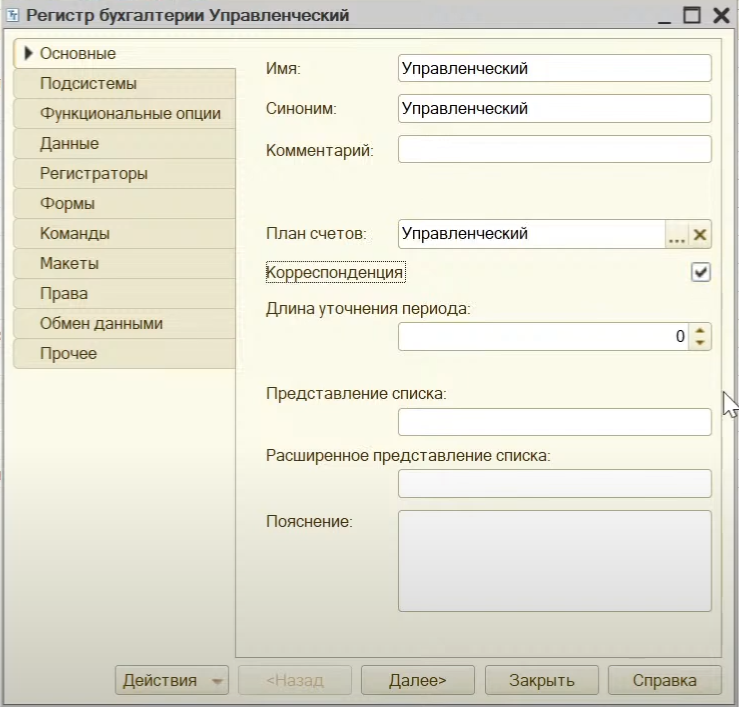 Регистр бухгалтерии Управленческий
Основные
Подсистемы
Функциональные опции
Данные
Регистраторы
Формы
Команды
Макеты
Права
Обмен данными
Прочее
Имя: Управленческий
Синоним: Управленческий
Комментарий:
План счетов: Управленческий ...
Корреспонденция
Длина уточнения периода:
0
Представление списка:
Расширенное представление списка:
Пояснение:
Действия <Назад Далее> Закрыть Справка